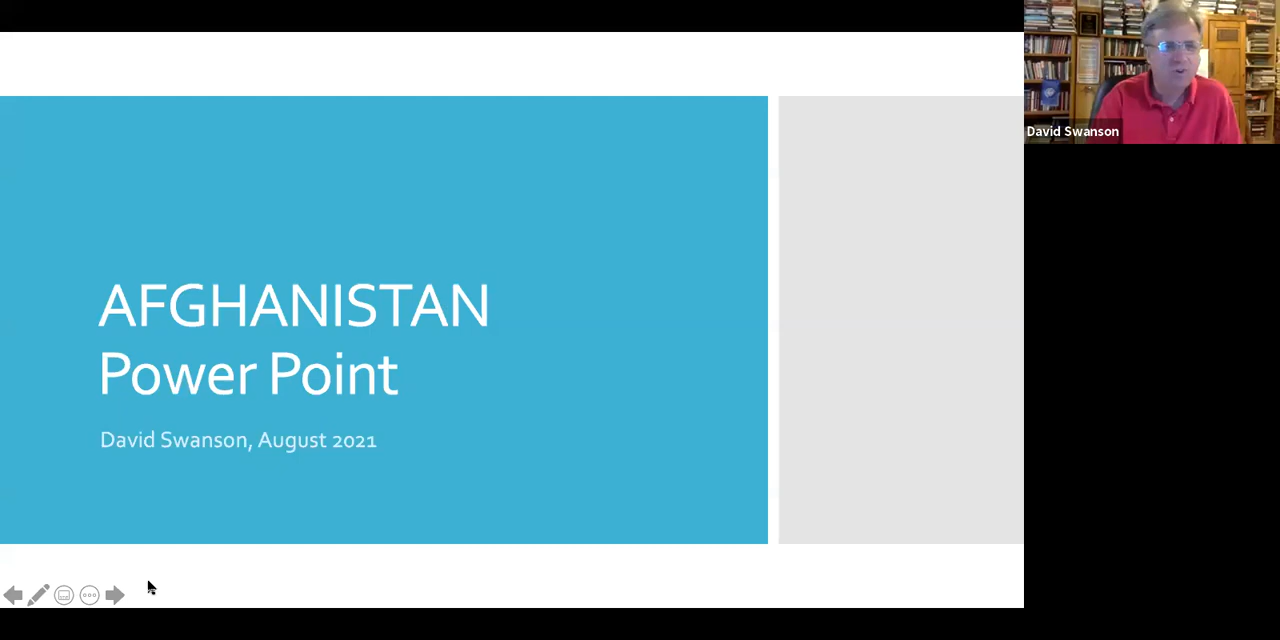 AFGHANISTAN
Power Point
David Swanson, August 2021
David Swanson